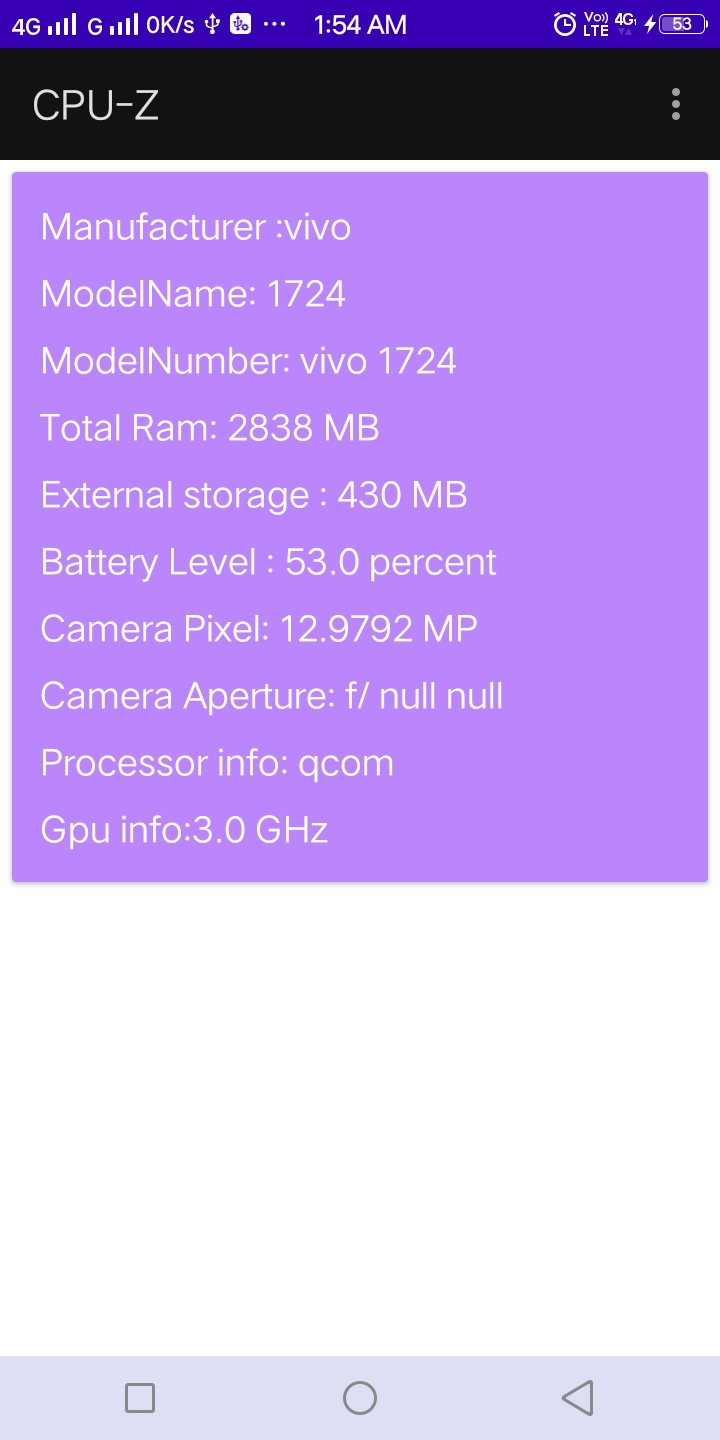 4G G 0K/s ... 1:54 AM Vo) LTE 4G 53
CPU-Z
Manufacturer :vivo
ModelName: 1724
ModelNumber: vivo 1724
Total Ram: 2838 MB
External storage : 430 MB
Battery Level : 53.0 percent
Camera Pixel: 12.9792 MP
Camera Aperture: f/ null null
Processor info: qcom
Gpu info:3.0 GHz